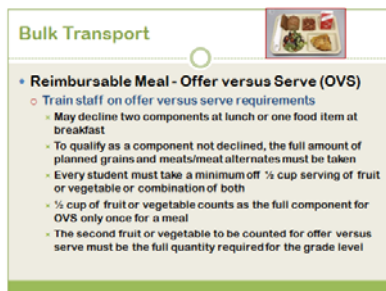 Bulk Transport
Reimbursable Meal - Offer versus Serve (OVS)
Train staff on offer versus serve requirements
May decline two components at lunch or one food item at
breakfast
To qualify as a component not declined, the full amount of
planned grains and meats/meat alternates must be taken
Every student must take a minimum off ½ cup serving of fruit
or vegetable or combination of both
½ cup of fruit or vegetable counts as the full component for
OVS only once for a meal
The second fruit or vegetable to be counted for offer versus
serve must be the full quantity required for the grade level